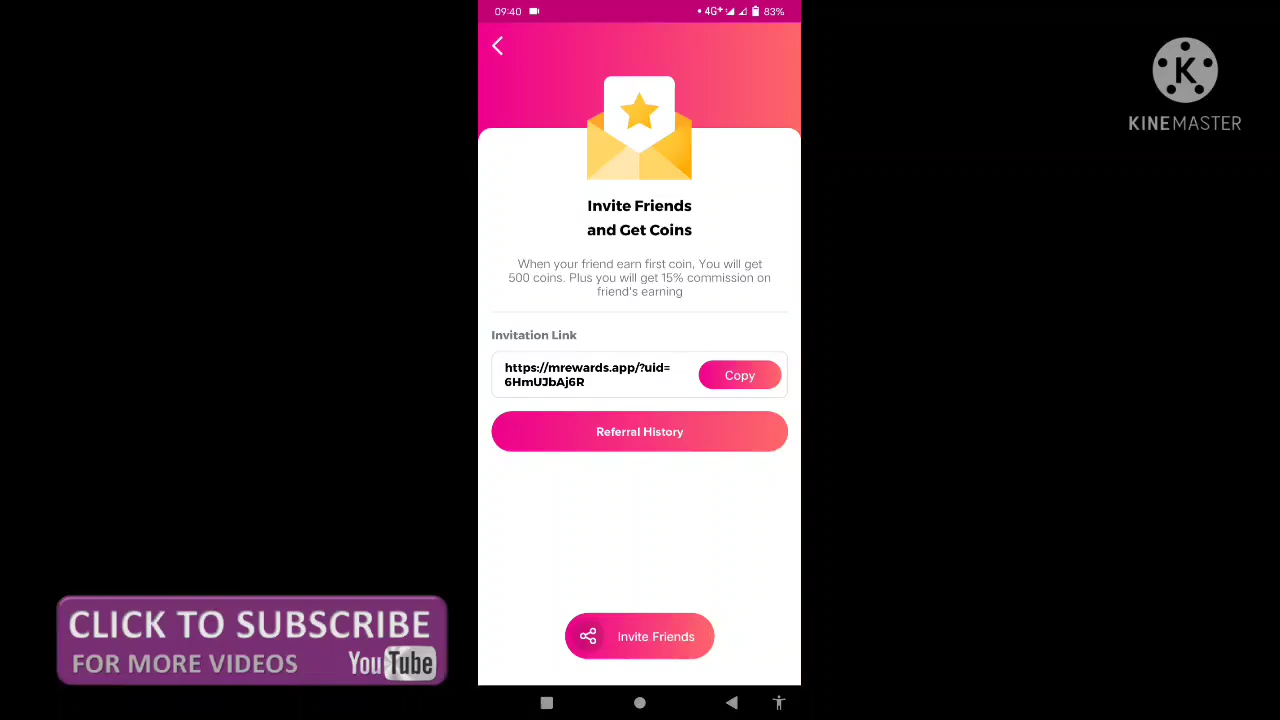 09:40
4G+
83%
KINEMASTER
Invite Friends
and Get Coins
When your friend earn first coin, You will get
500 coins. Plus you will get 15% commission on
friend's earning
Invitation Link
https://mrewards.app/?uid=
6HmUJbAj6R
Copy
Referral History
Invite Friends
CLICK TO SUBSCRIBE
FOR MORE VIDEOS YouTube